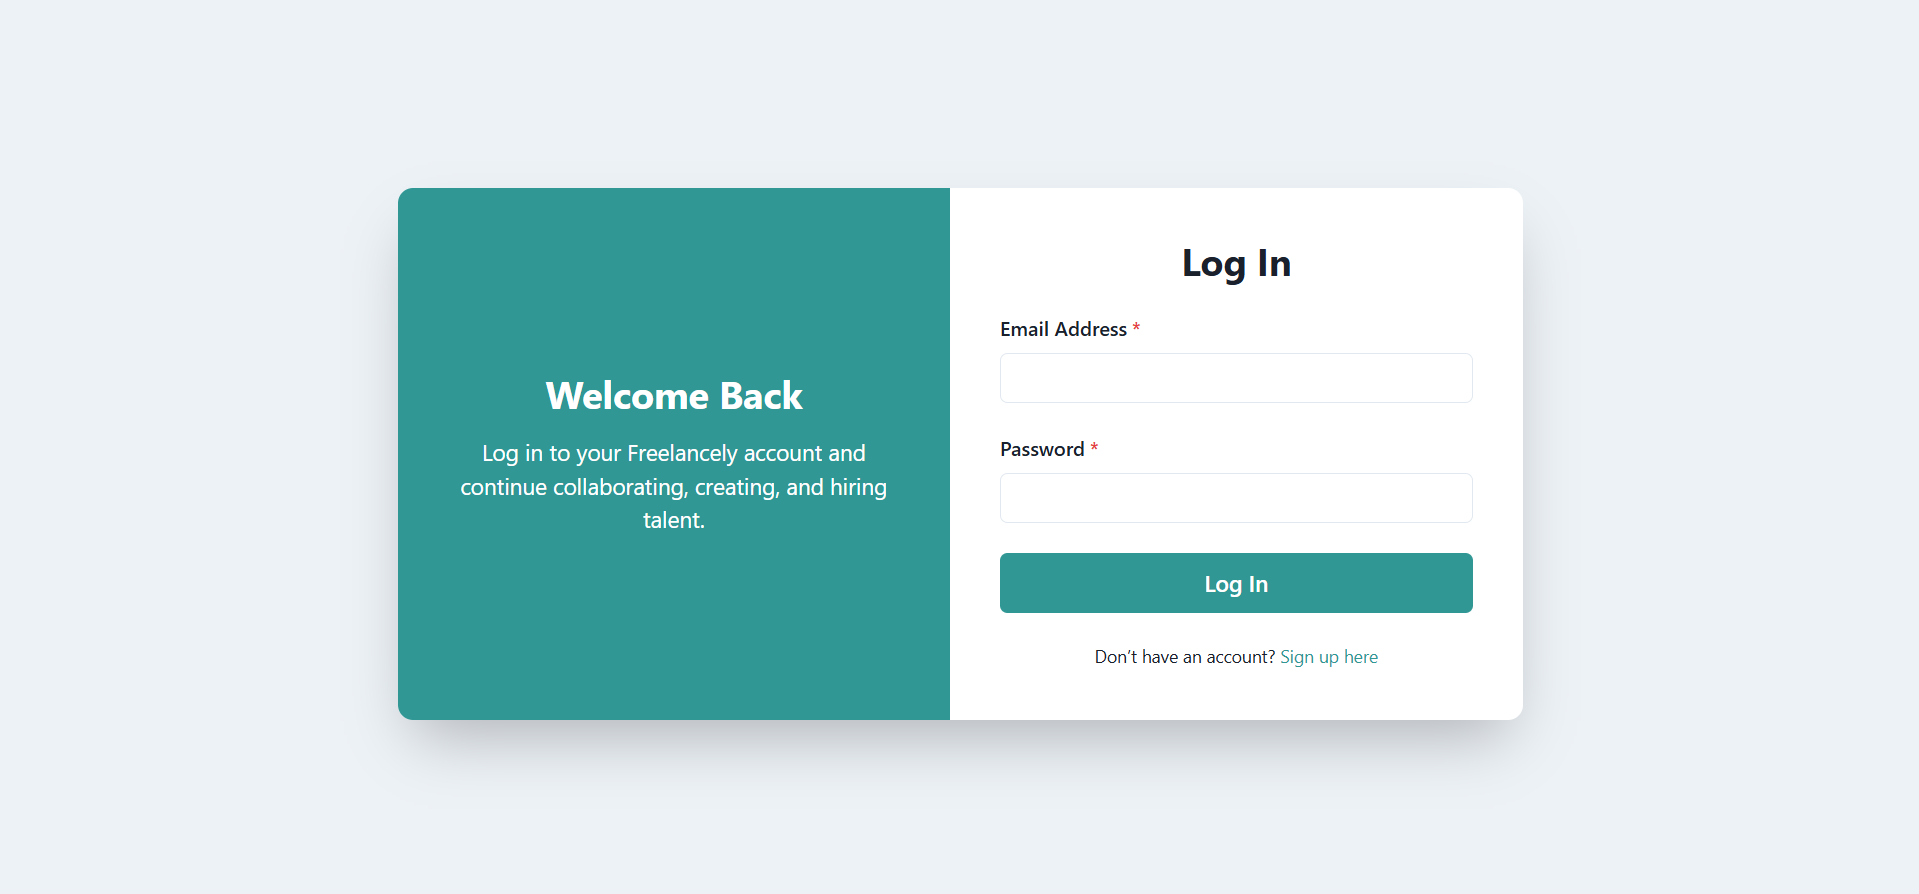 Welcome Back
Log in to your Freelancely account and
continue collaborating, creating, and hiring
talent.
Log In
Email Address *
Password *
Log In
Don’t have an account? Sign up here